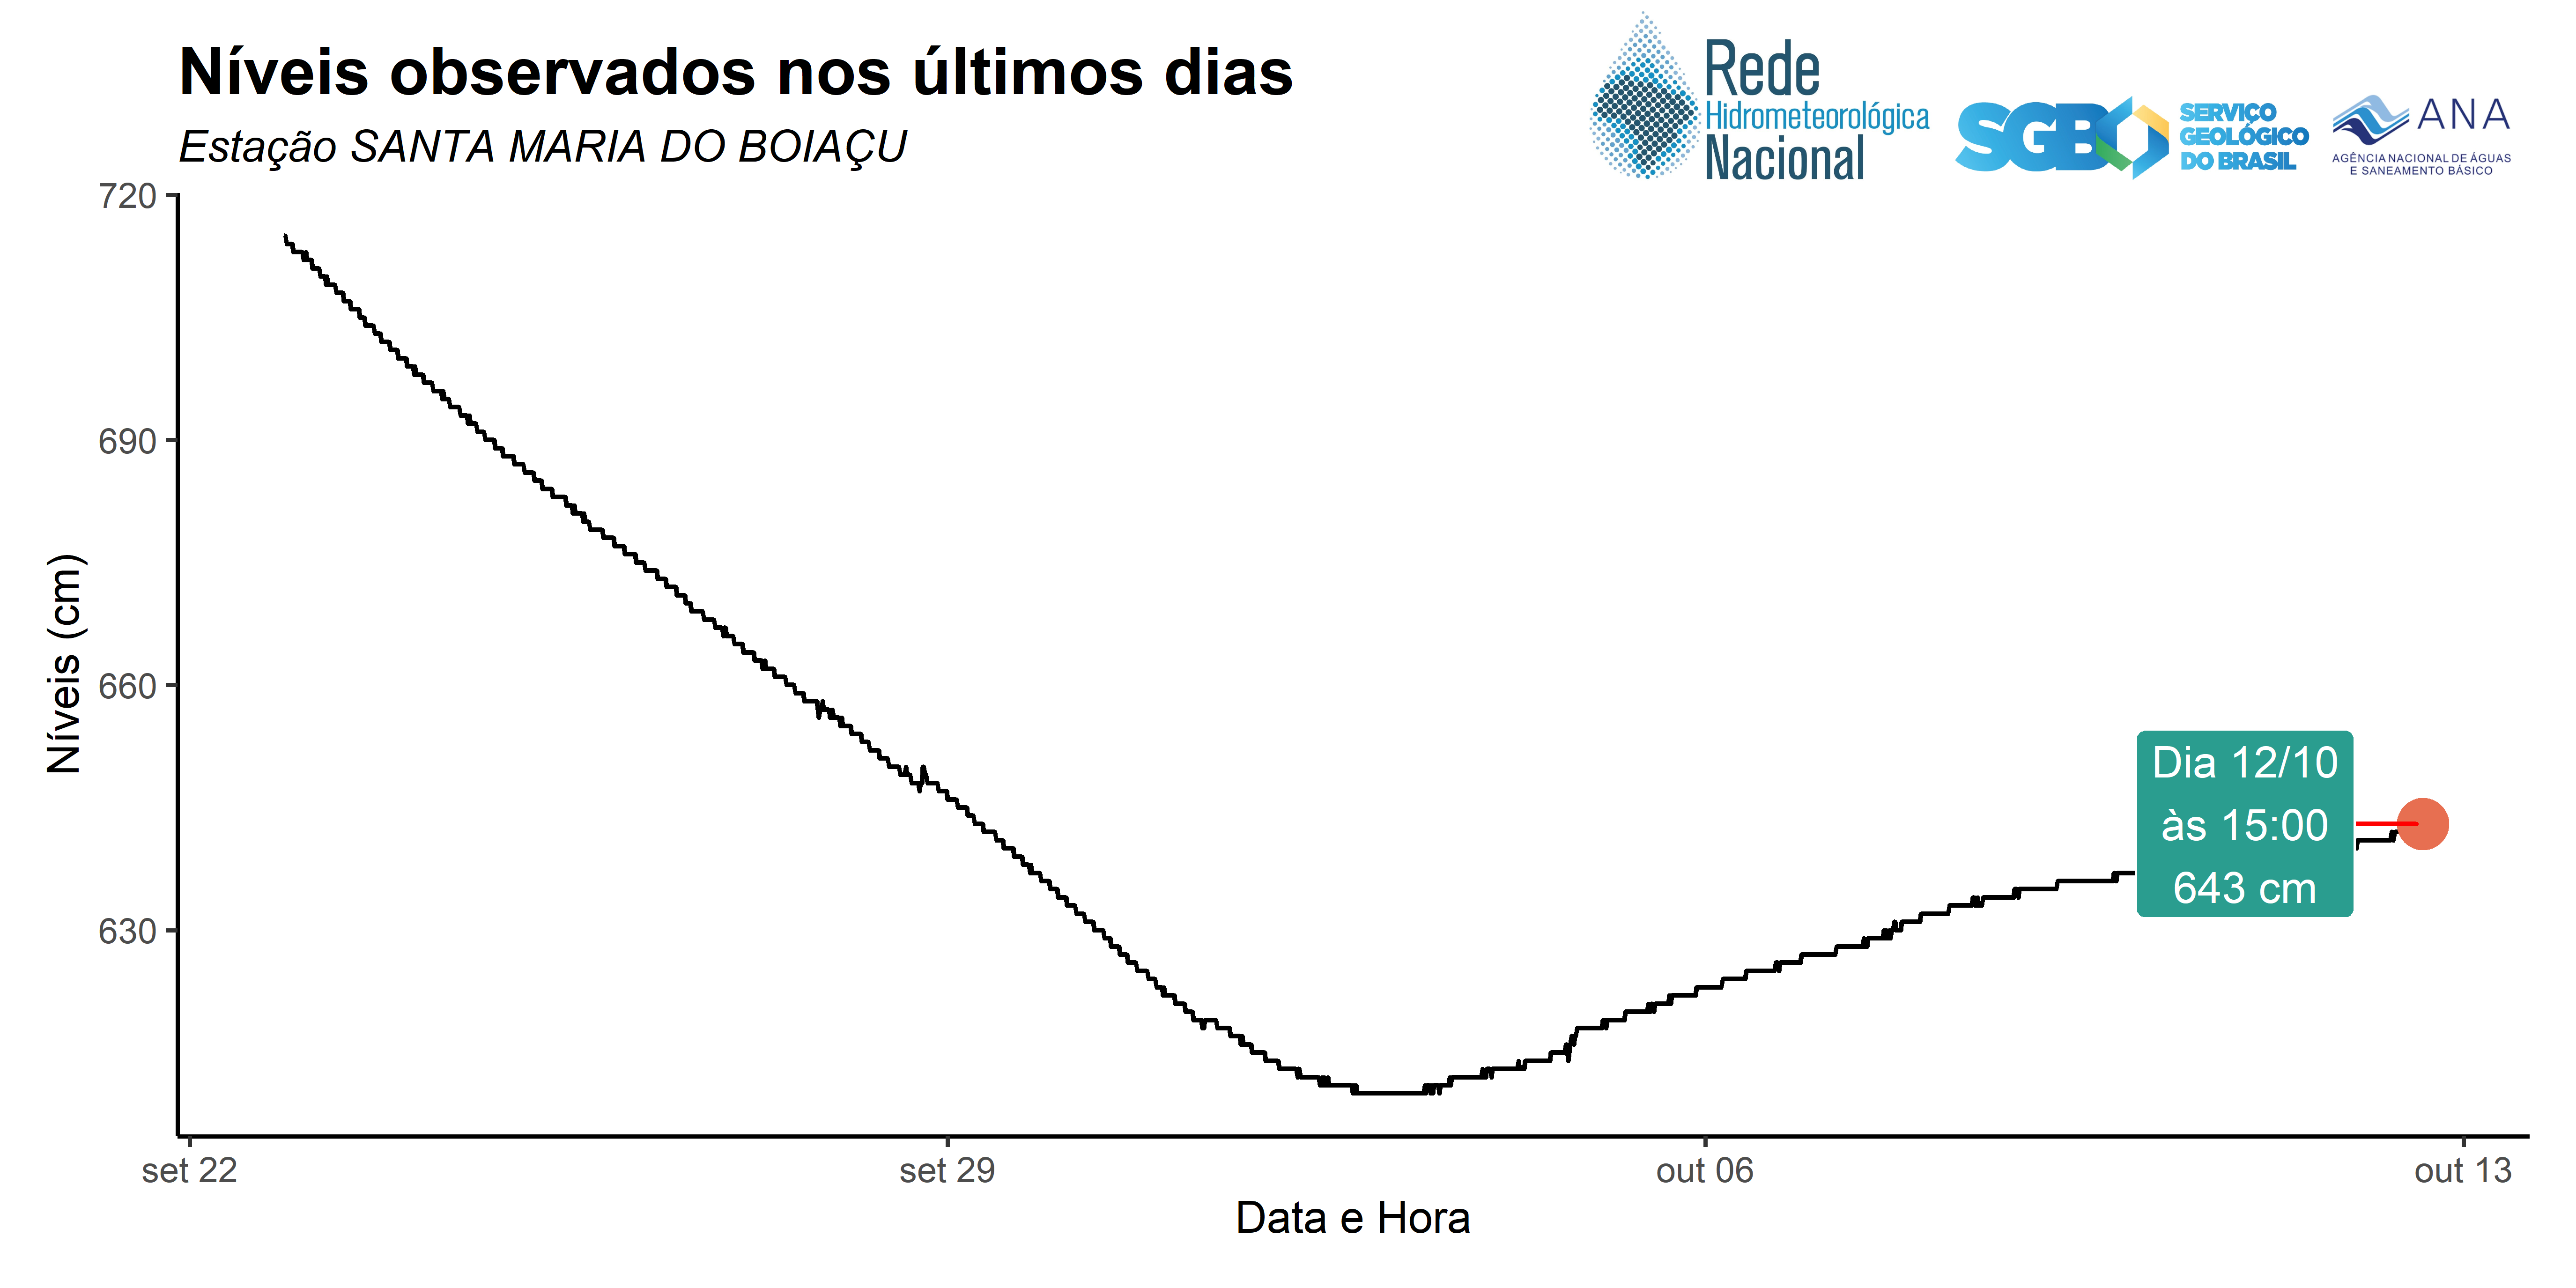 Níveis observados nos últimos dias
Estação SANTA MARIA DO BOIAÇU
Rede
Hidrometeorológica
Nacional
SGB
SERVIÇO
GEOLÓGICO
DO BRASIL
ANA
AGÊNCIA NACIONAL DE ÁGUAS
E SANEAMENTO BÁSICO
720
690
660
630
Níveis (cm)
Dia 12/10
às 15:00
643 cm
set 22
set 29
out 06
out 13
Data e Hora